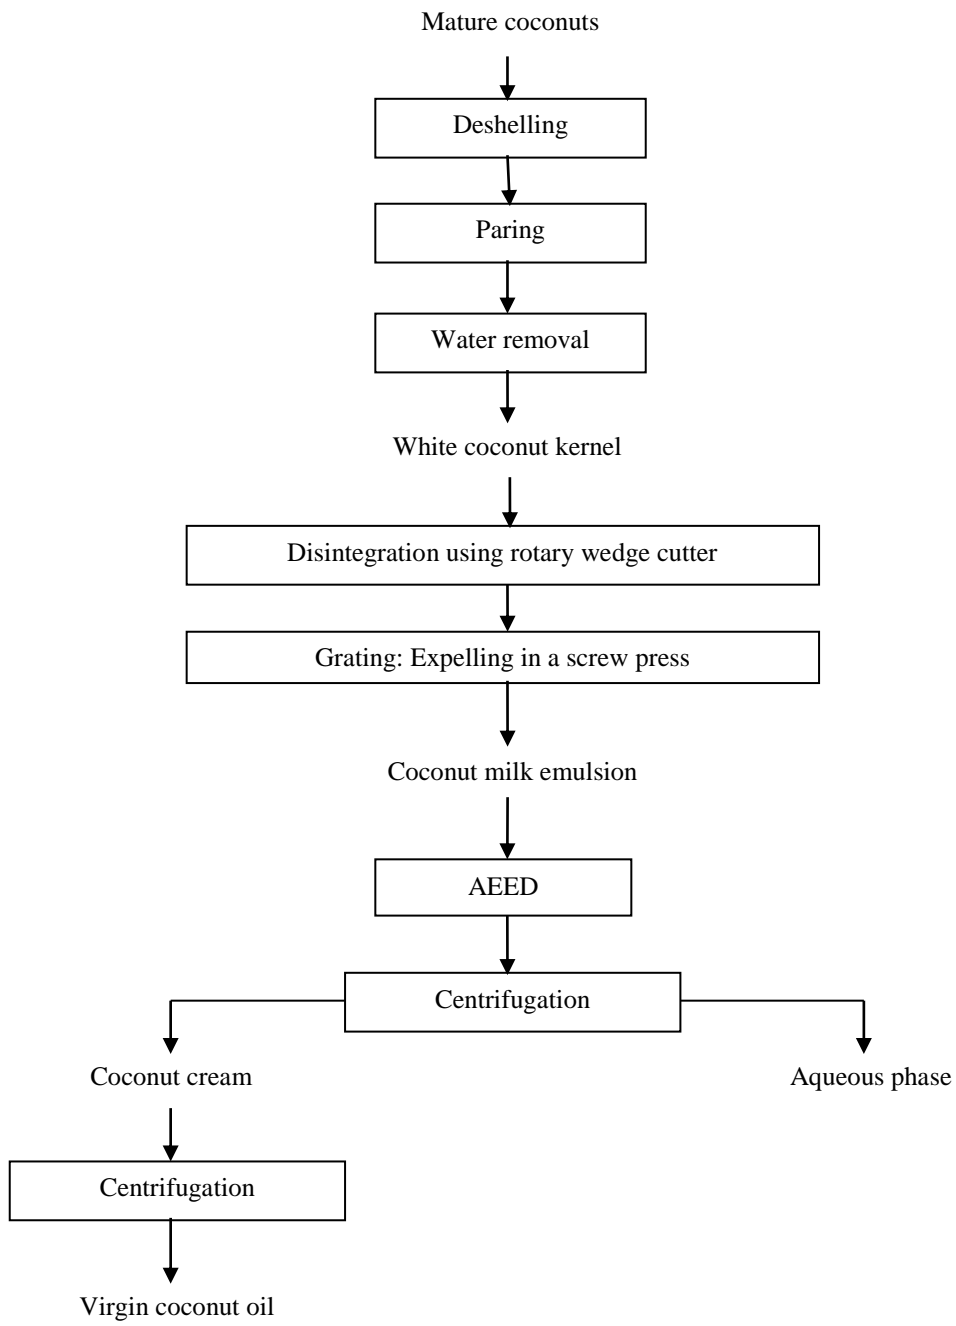 Mature coconuts
Deshelling
Paring
Water removal
White coconut kernel
Disintegration using rotary wedge cutter
Grating: Expelling in a screw press
Coconut milk emulsion
AEED
Centrifugation
Coconut cream
Aqueous phase
Centrifugation
Virgin coconut oil